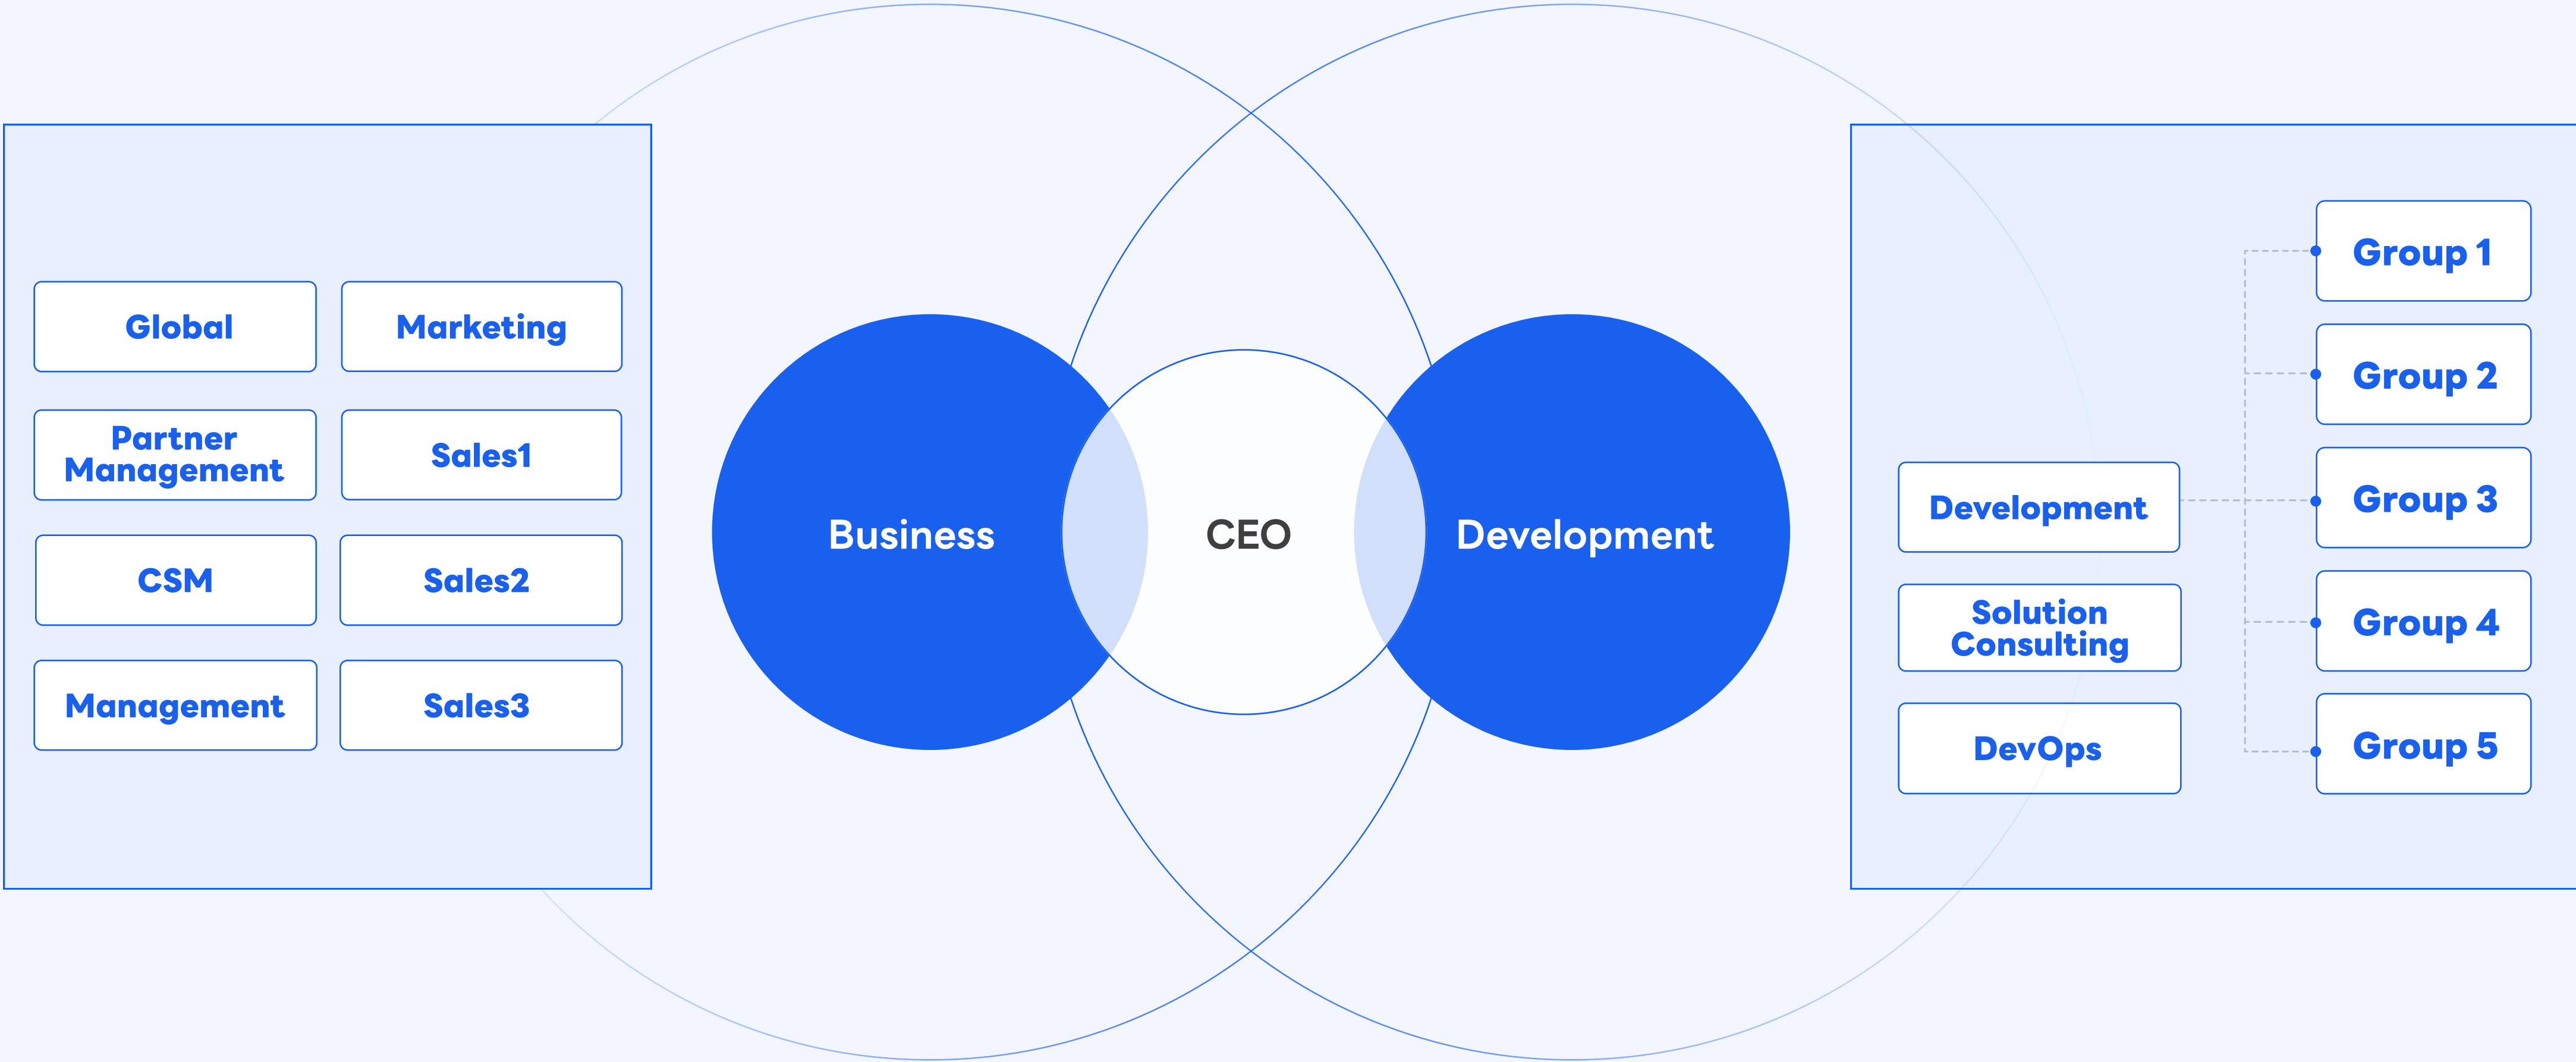 Global
Marketing
Partner
Management
Sales1
CSM
Sales2
Management
Sales3
Business
CEO
Development
Development
Solution
Consulting
DevOps
Group 1
Group 2
Group 3
Group 4
Group 5